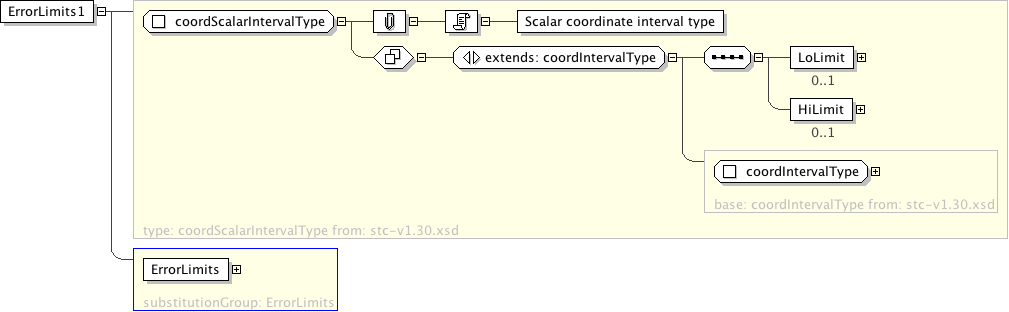 ErrorLimits1
coordScalarIntervalType
Scalar coordinate interval type
extends: coordIntervalType
LoLimit
0..1
HiLimit
0..1
coordIntervalType
base: coordIntervalType from: stc-v1.30.xsd
type: coordScalarIntervalType from: stc-v1.30.xsd
ErrorLimits
substitutionGroup: ErrorLimits